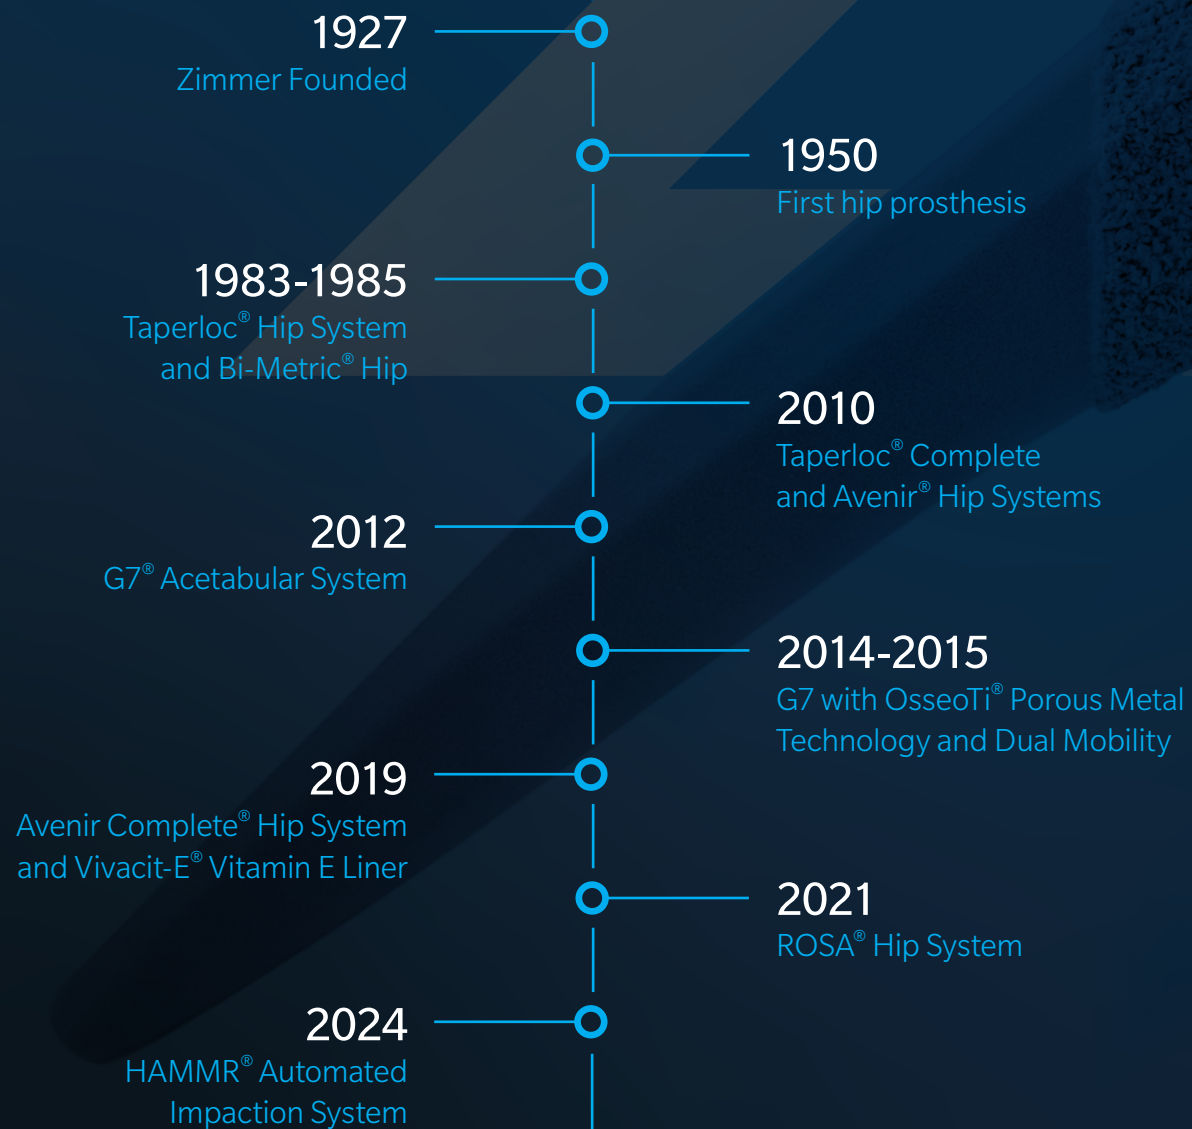 1927
Zimmer Founded
1950
First hip prosthesis
1983-1985
Taperloc® Hip System
and Bi-Metric® Hip
2010
Taperloc® Complete
and Avenir® Hip Systems
2012
G7® Acetabular System
2014-2015
G7 with OsseoTi® Porous Metal
Technology and Dual Mobility
2019
Avenir Complete® Hip System
and Vivacit-E® Vitamin E Liner
2021
ROSA® Hip System
2024
HAMMR® Automated
Impaction System